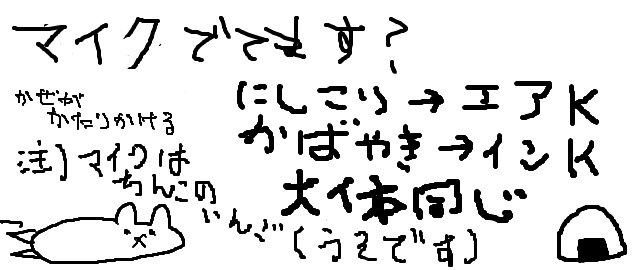 マイクでてます?
かぜが
かたりかける
にしこり→エアK
かばやき→インK
注)マイクは
ちんこの
いんご
大体同じ
(うえです)